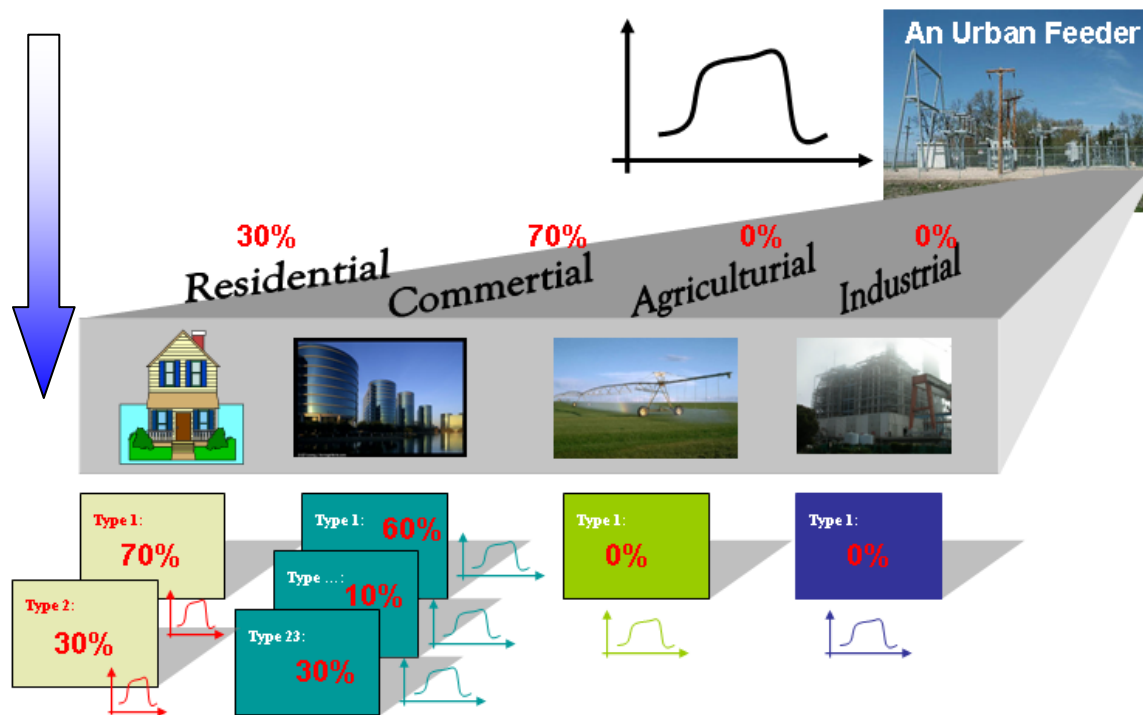 An Urban Feeder
30%
70%
0%
0%
Residential
Commertial
Agriculturial
Industrial
Type 1:
70%
Type 2:
30%
Type 1:
60%
Type ...:
10%
Type 23:
30%
Type 1:
0%
Type 1:
0%